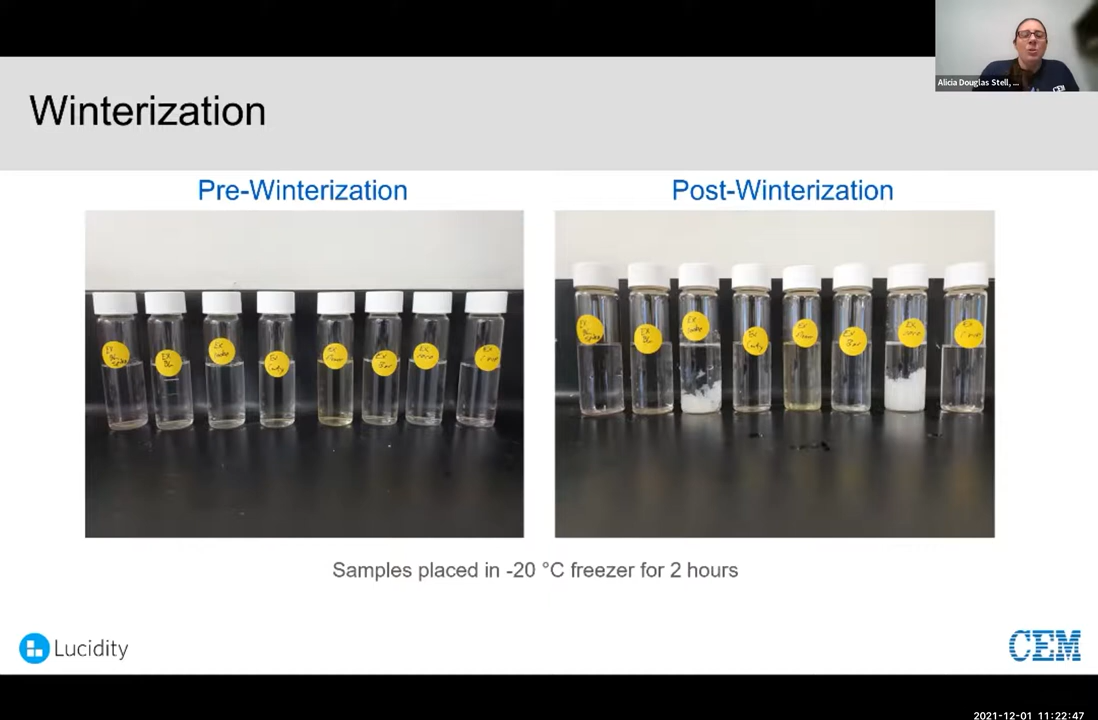 Alicia Douglas Stell, ...
Winterization
Pre-Winterization
Post-Winterization
Samples placed in -20 °C freezer for 2 hours
Lucidity
CEM
2021-12-01 11:22:47